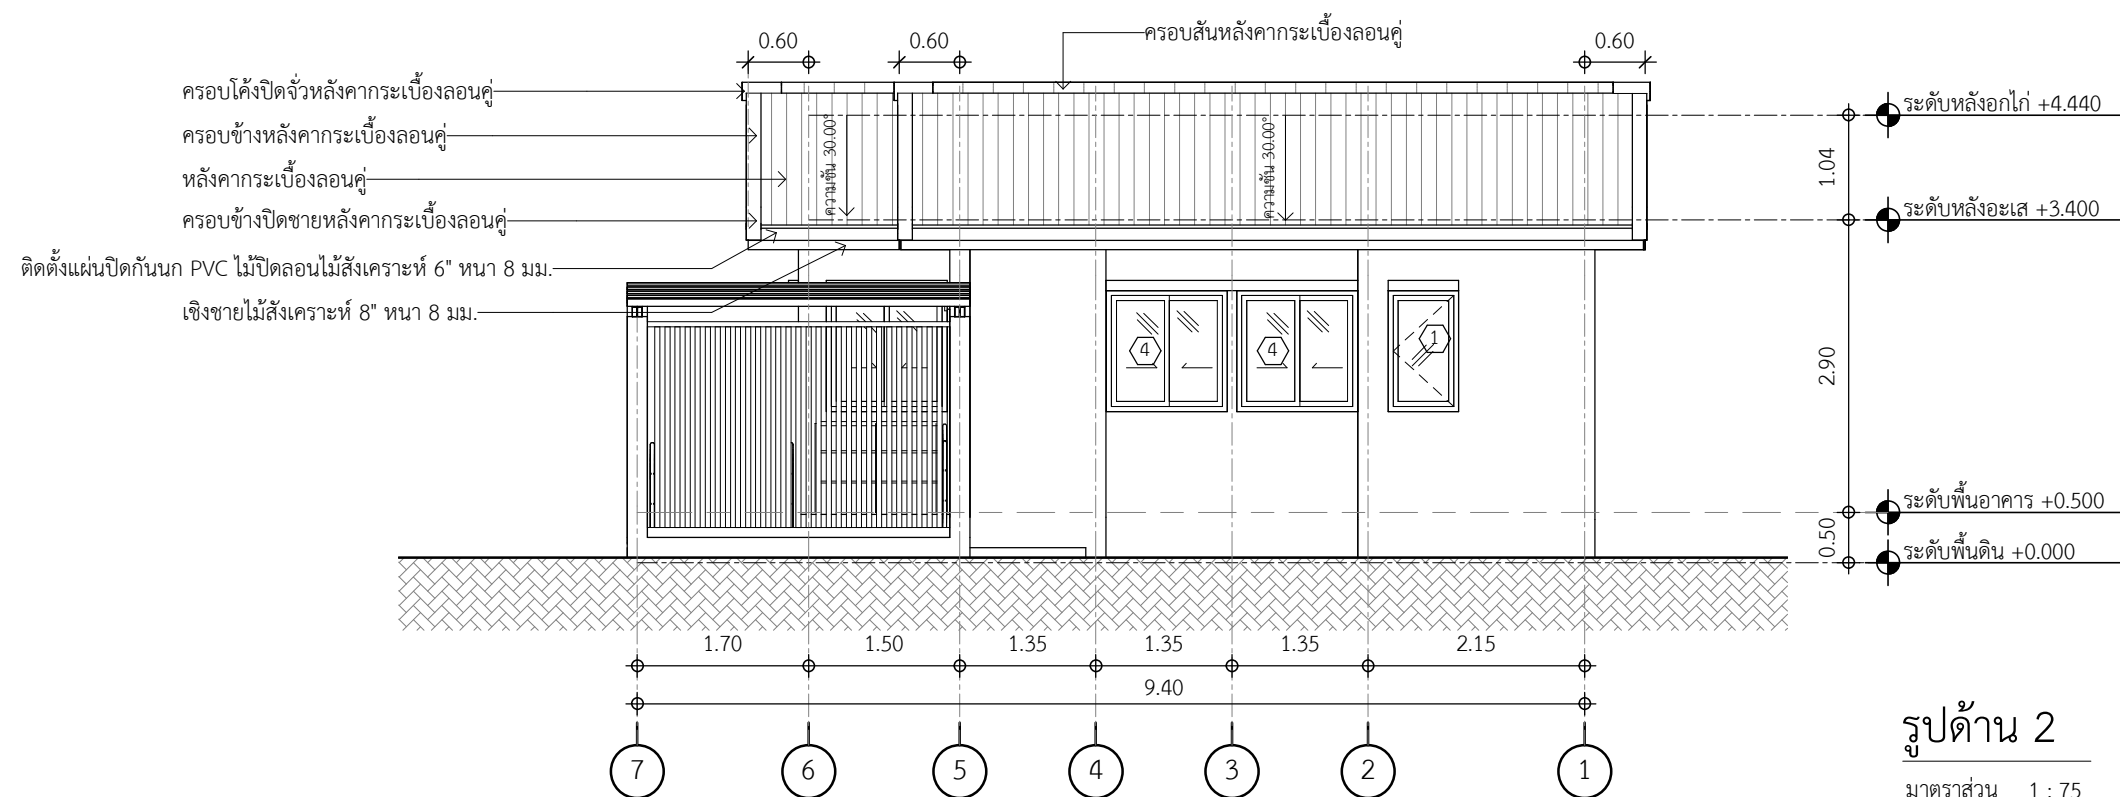 ครอบสันหลังคากระเบื้องลอนคู่
0.60 0.60 0.60
ครอบโค้งปิดจั่วหลังคากระเบื้องลอนคู่
ครอบข้างหลังคากระเบื้องลอนคู่
หลังคากระเบื้องลอนคู่
ครอบข้างปิดชายหลังคากระเบื้องลอนคู่
ติดตั้งแผ่นปิดกันนก PVC ไม้ปิดลอนไม้สังเคราะห์ 6" หนา 8 มม.
เชิงชายไม้สังเคราะห์ 8" หนา 8 มม.
ความชัน 30.00°
ความชัน 30.00°
ระดับหลังอกไก่ +4.440
1.04
ระดับหลังอะเส +3.400
2.90
4 4 1
ระดับพื้นอาคาร +0.500
0.50
ระดับพื้นดิน +0.000
1.70 1.50 1.35 1.35 1.35 2.15
9.40
7 6 5 4 3 2 1
รูปด้าน 2
มาตราส่วน 1 : 75